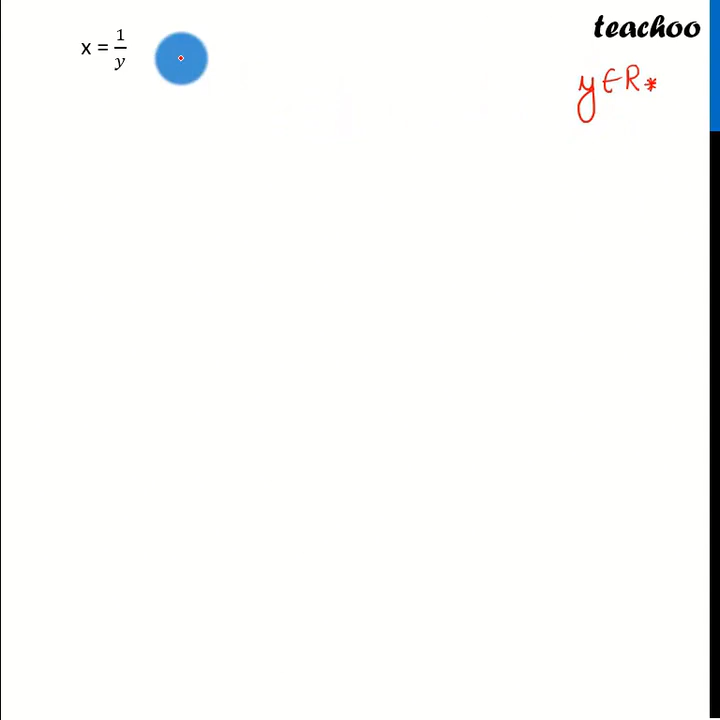 teachoo
x = 1/y
y ∈ R*